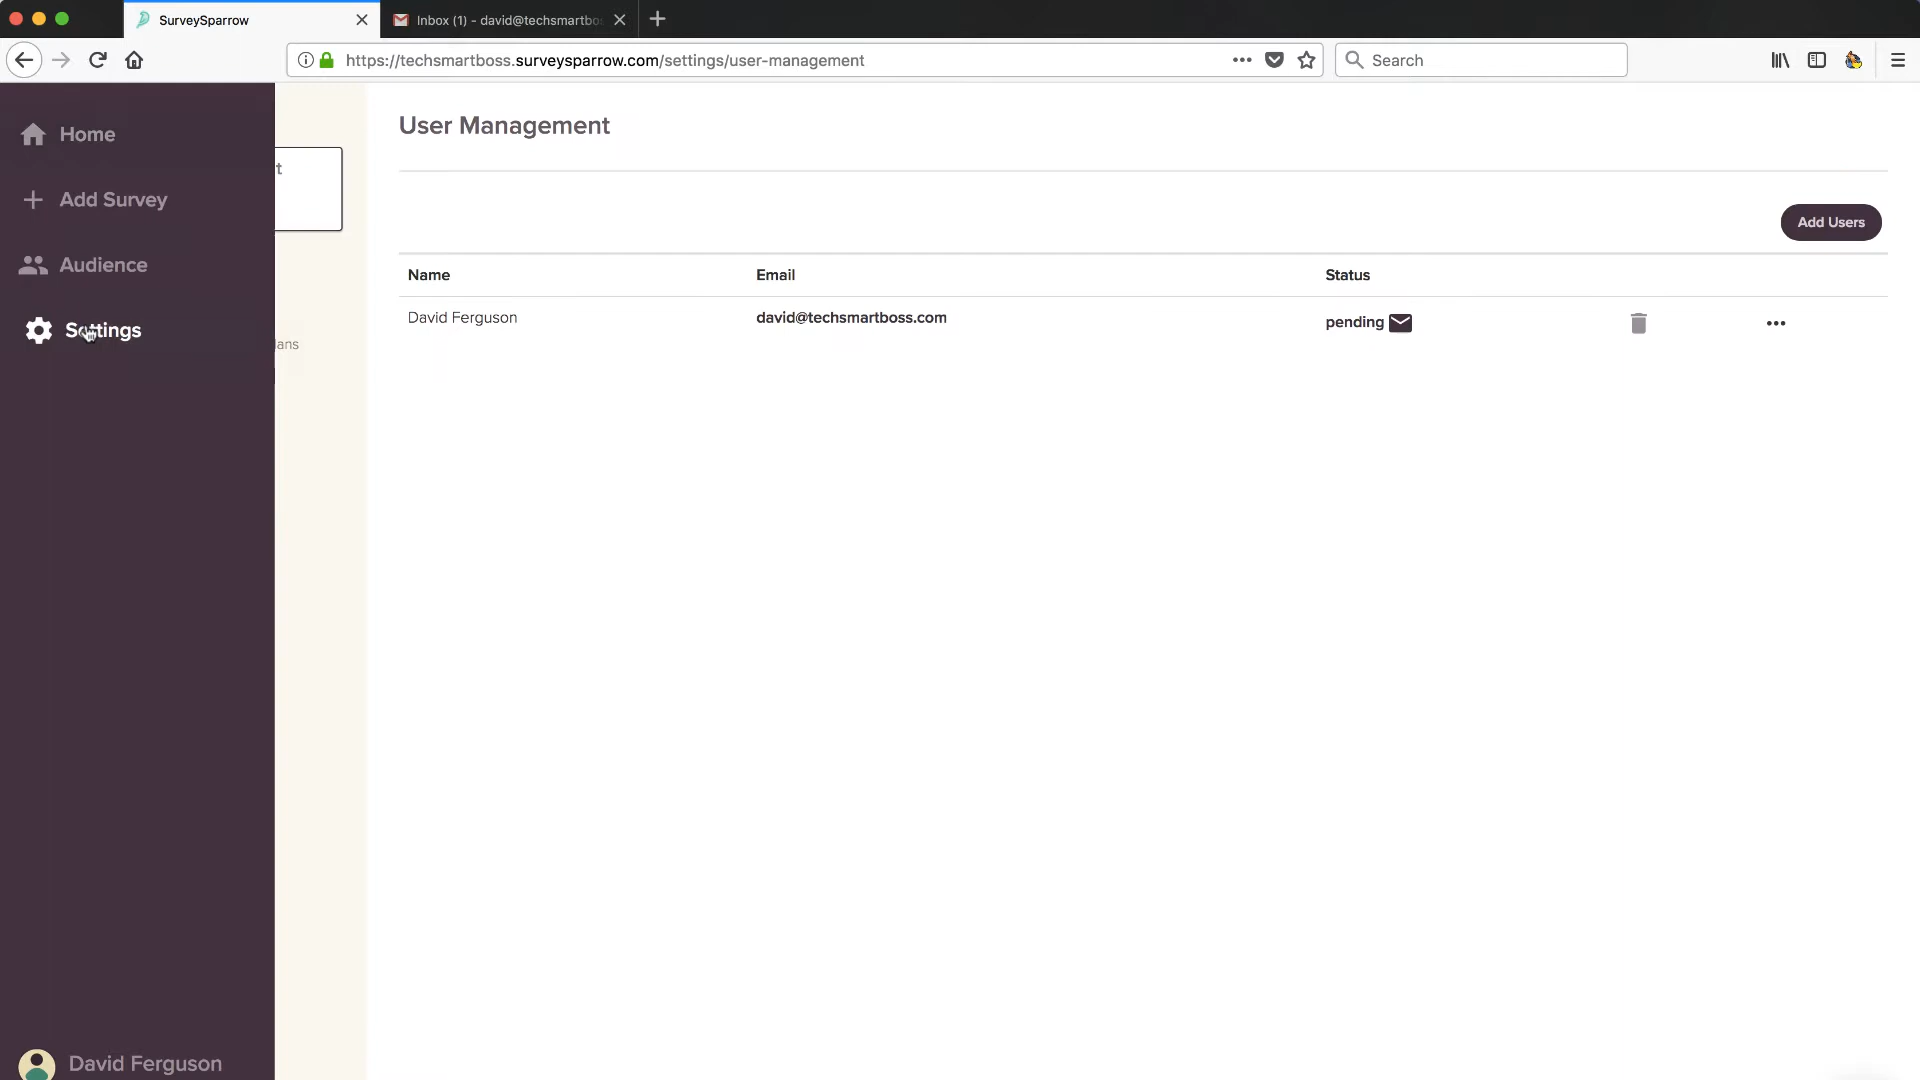 SurveySparrow
Inbox (1) - david@techsmartbo
https://techsmartboss.surveysparrow.com/settings/user-management
Search
Home
Add Survey
Audience
Settings
David Ferguson
t
lans
User Management
Add Users
Name Email Status
David Ferguson david@techsmartboss.com pending